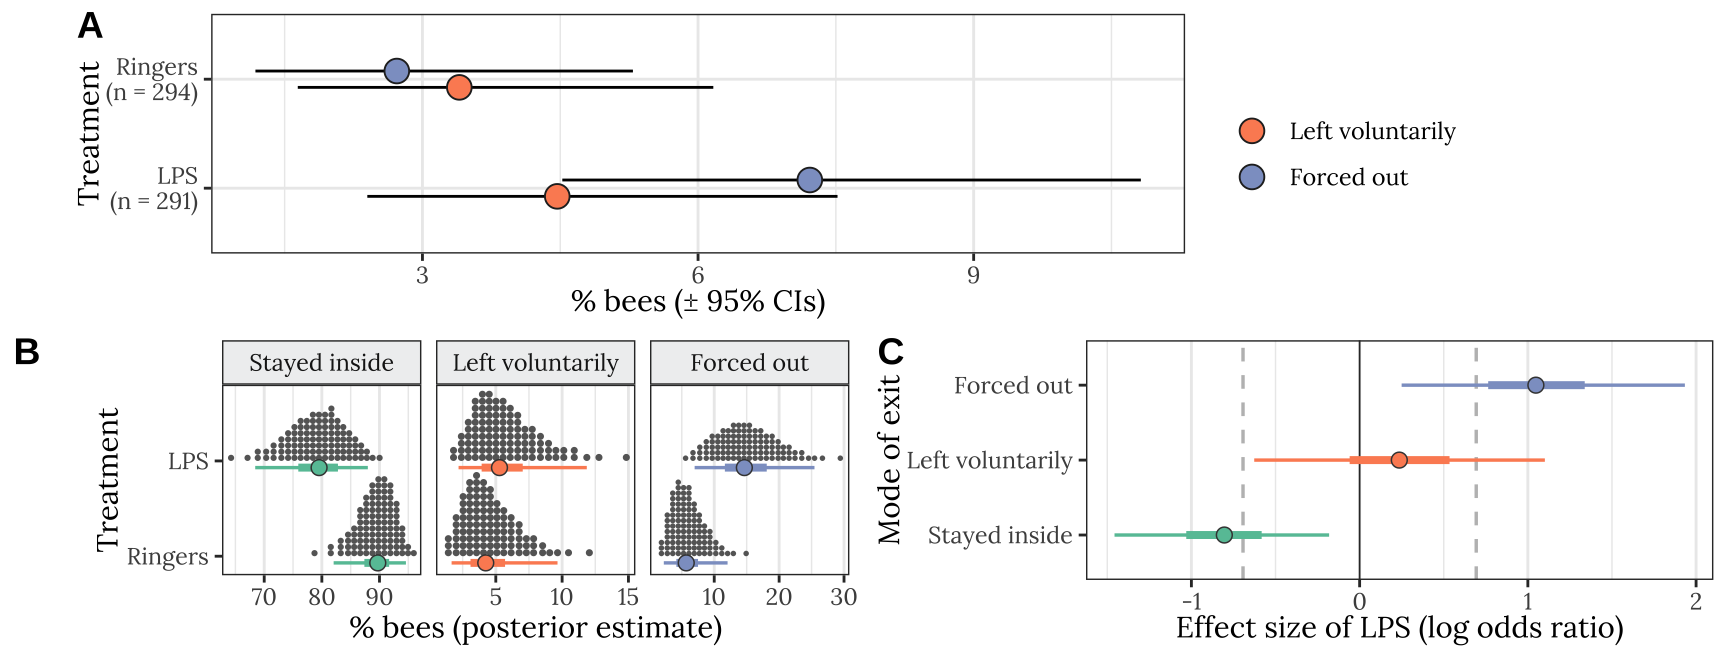 A
Treatment
Ringers
(n = 294)
LPS
(n = 291)
3 6 9
% bees (± 95% CIs)
Left voluntarily
Forced out
B
Stayed inside Left voluntarily Forced out
Treatment
LPS
Ringers
70 80 90 5 10 15 10 20 30
% bees (posterior estimate)
C
Mode of exit
Forced out
Left voluntarily
Stayed inside
-1 0 1 2
Effect size of LPS (log odds ratio)